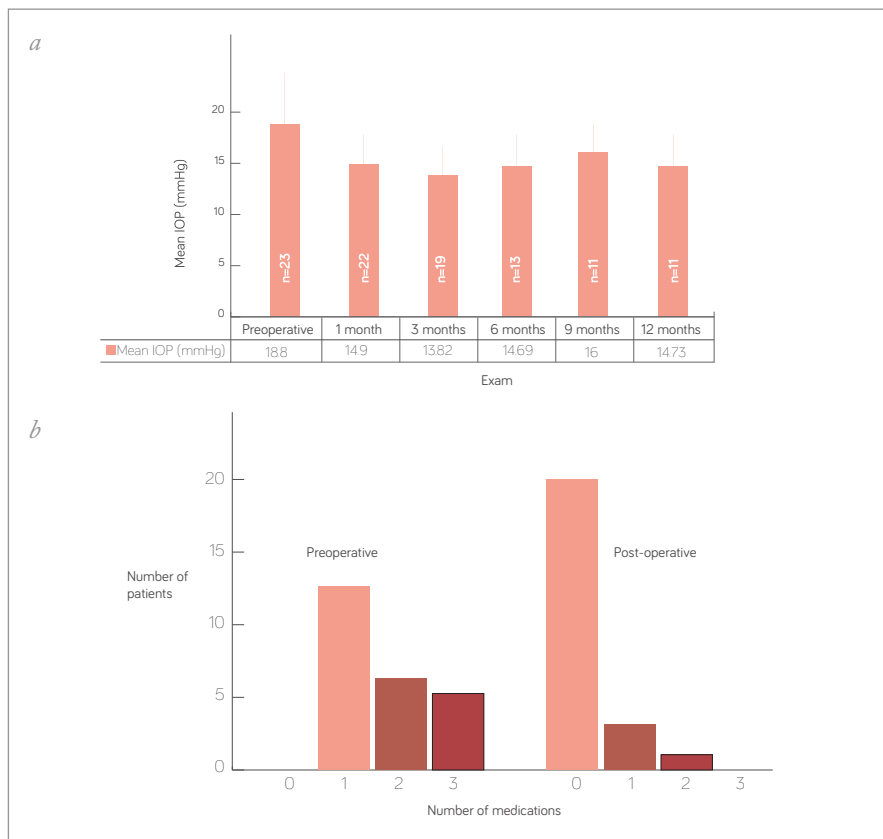 a
20
15
10
5
0
Mean IOP (mmHg)
n=23
n=22
n=19
n=13
n=11
n=11
Preoperative 1 month 3 months 6 months 9 months 12 months
Mean IOP (mmHg) 18.8 14.9 13.82 14.69 16 14.73
Exam
b
20
15
10
5
0
Number of
patients
Preoperative
Post-operative
0 1 2 3 0 1 2 3
Number of medications